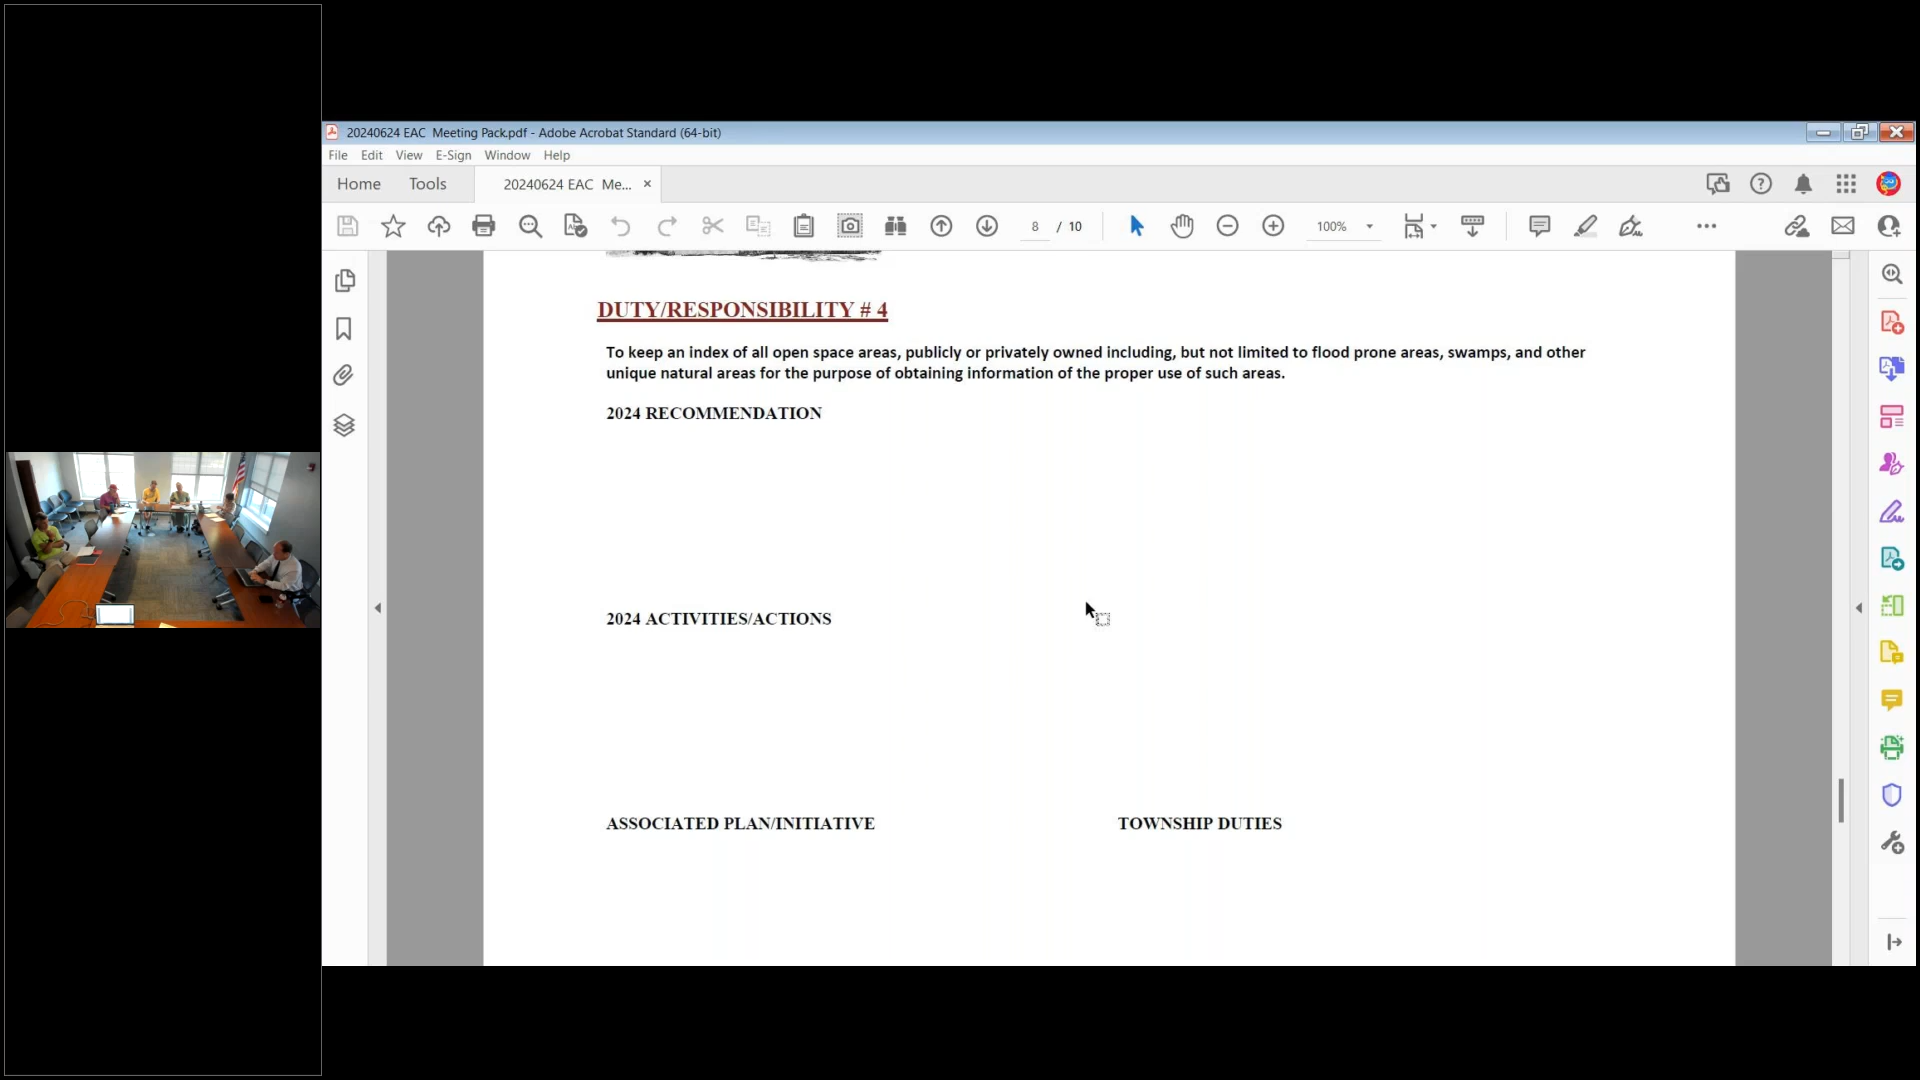 20240624 EAC  Meeting Pack.pdf - Adobe Acrobat Standard (64-bit)
File Edit View E-Sign Window Help
Home Tools 20240624 EAC  Me... ×
8 / 10 100%
DUTY/RESPONSIBILITY # 4
To keep an index of all open space areas, publicly or privately owned including, but not limited to flood prone areas, swamps, and other
unique natural areas for the purpose of obtaining information of the proper use of such areas.
2024 RECOMMENDATION
2024 ACTIVITIES/ACTIONS
ASSOCIATED PLAN/INITIATIVE TOWNSHIP DUTIES